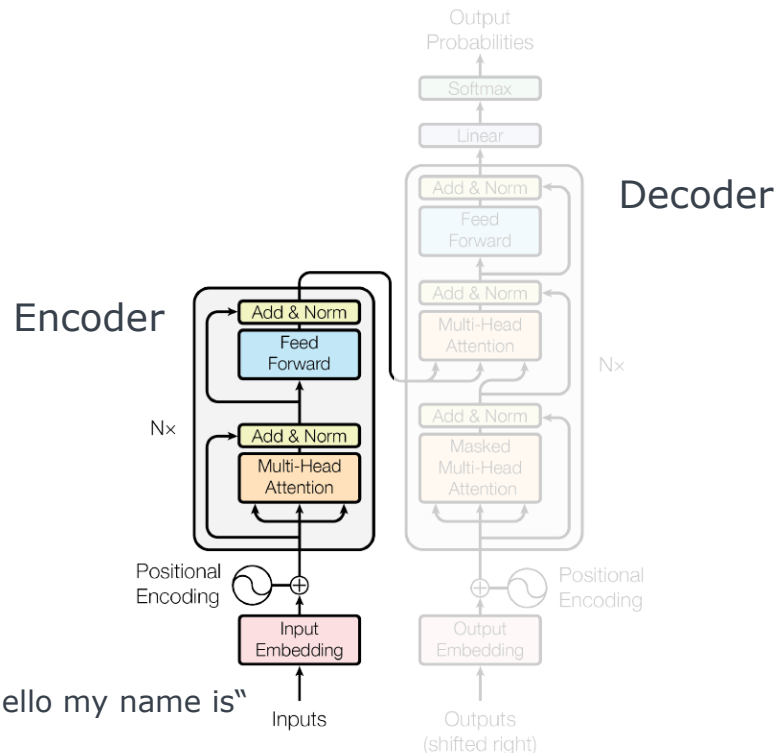 Output
Probabilities
Softmax
Linear
Decoder
Add & Norm
Feed
Forward
Add & Norm
Multi-Head
Attention
Nx
Add & Norm
Masked
Multi-Head
Attention
Positional
Encoding
Output
Embedding
Outputs
(shifted right)
Encoder
Add & Norm
Feed
Forward
Nx
Add & Norm
Multi-Head
Attention
Positional
Encoding
Input
Embedding
ello my name is“
Inputs